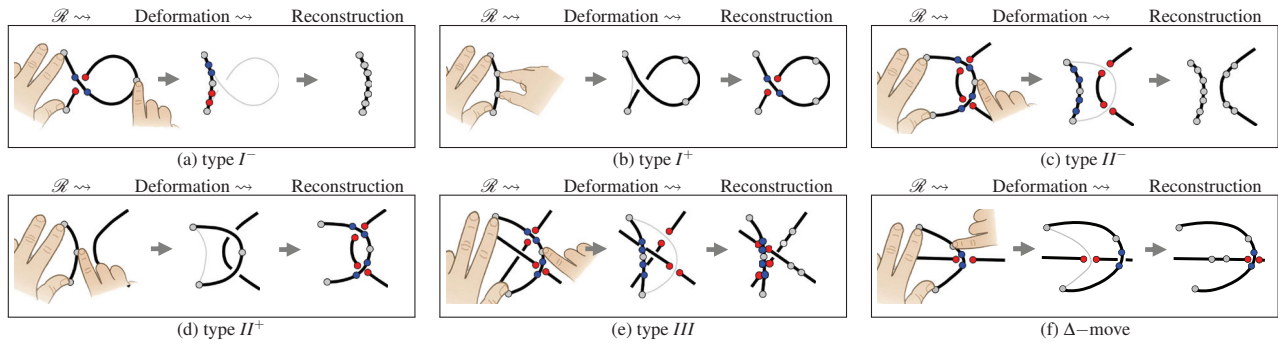 ℛ ⇝ Deformation ⇝ Reconstruction
(a) type I⁻
ℛ ⇝ Deformation ⇝ Reconstruction
(b) type I⁺
ℛ ⇝ Deformation ⇝ Reconstruction
(c) type II⁻
ℛ ⇝ Deformation ⇝ Reconstruction
(d) type II⁺
ℛ ⇝ Deformation ⇝ Reconstruction
(e) type III
ℛ ⇝ Deformation ⇝ Reconstruction
(f) Δ−move